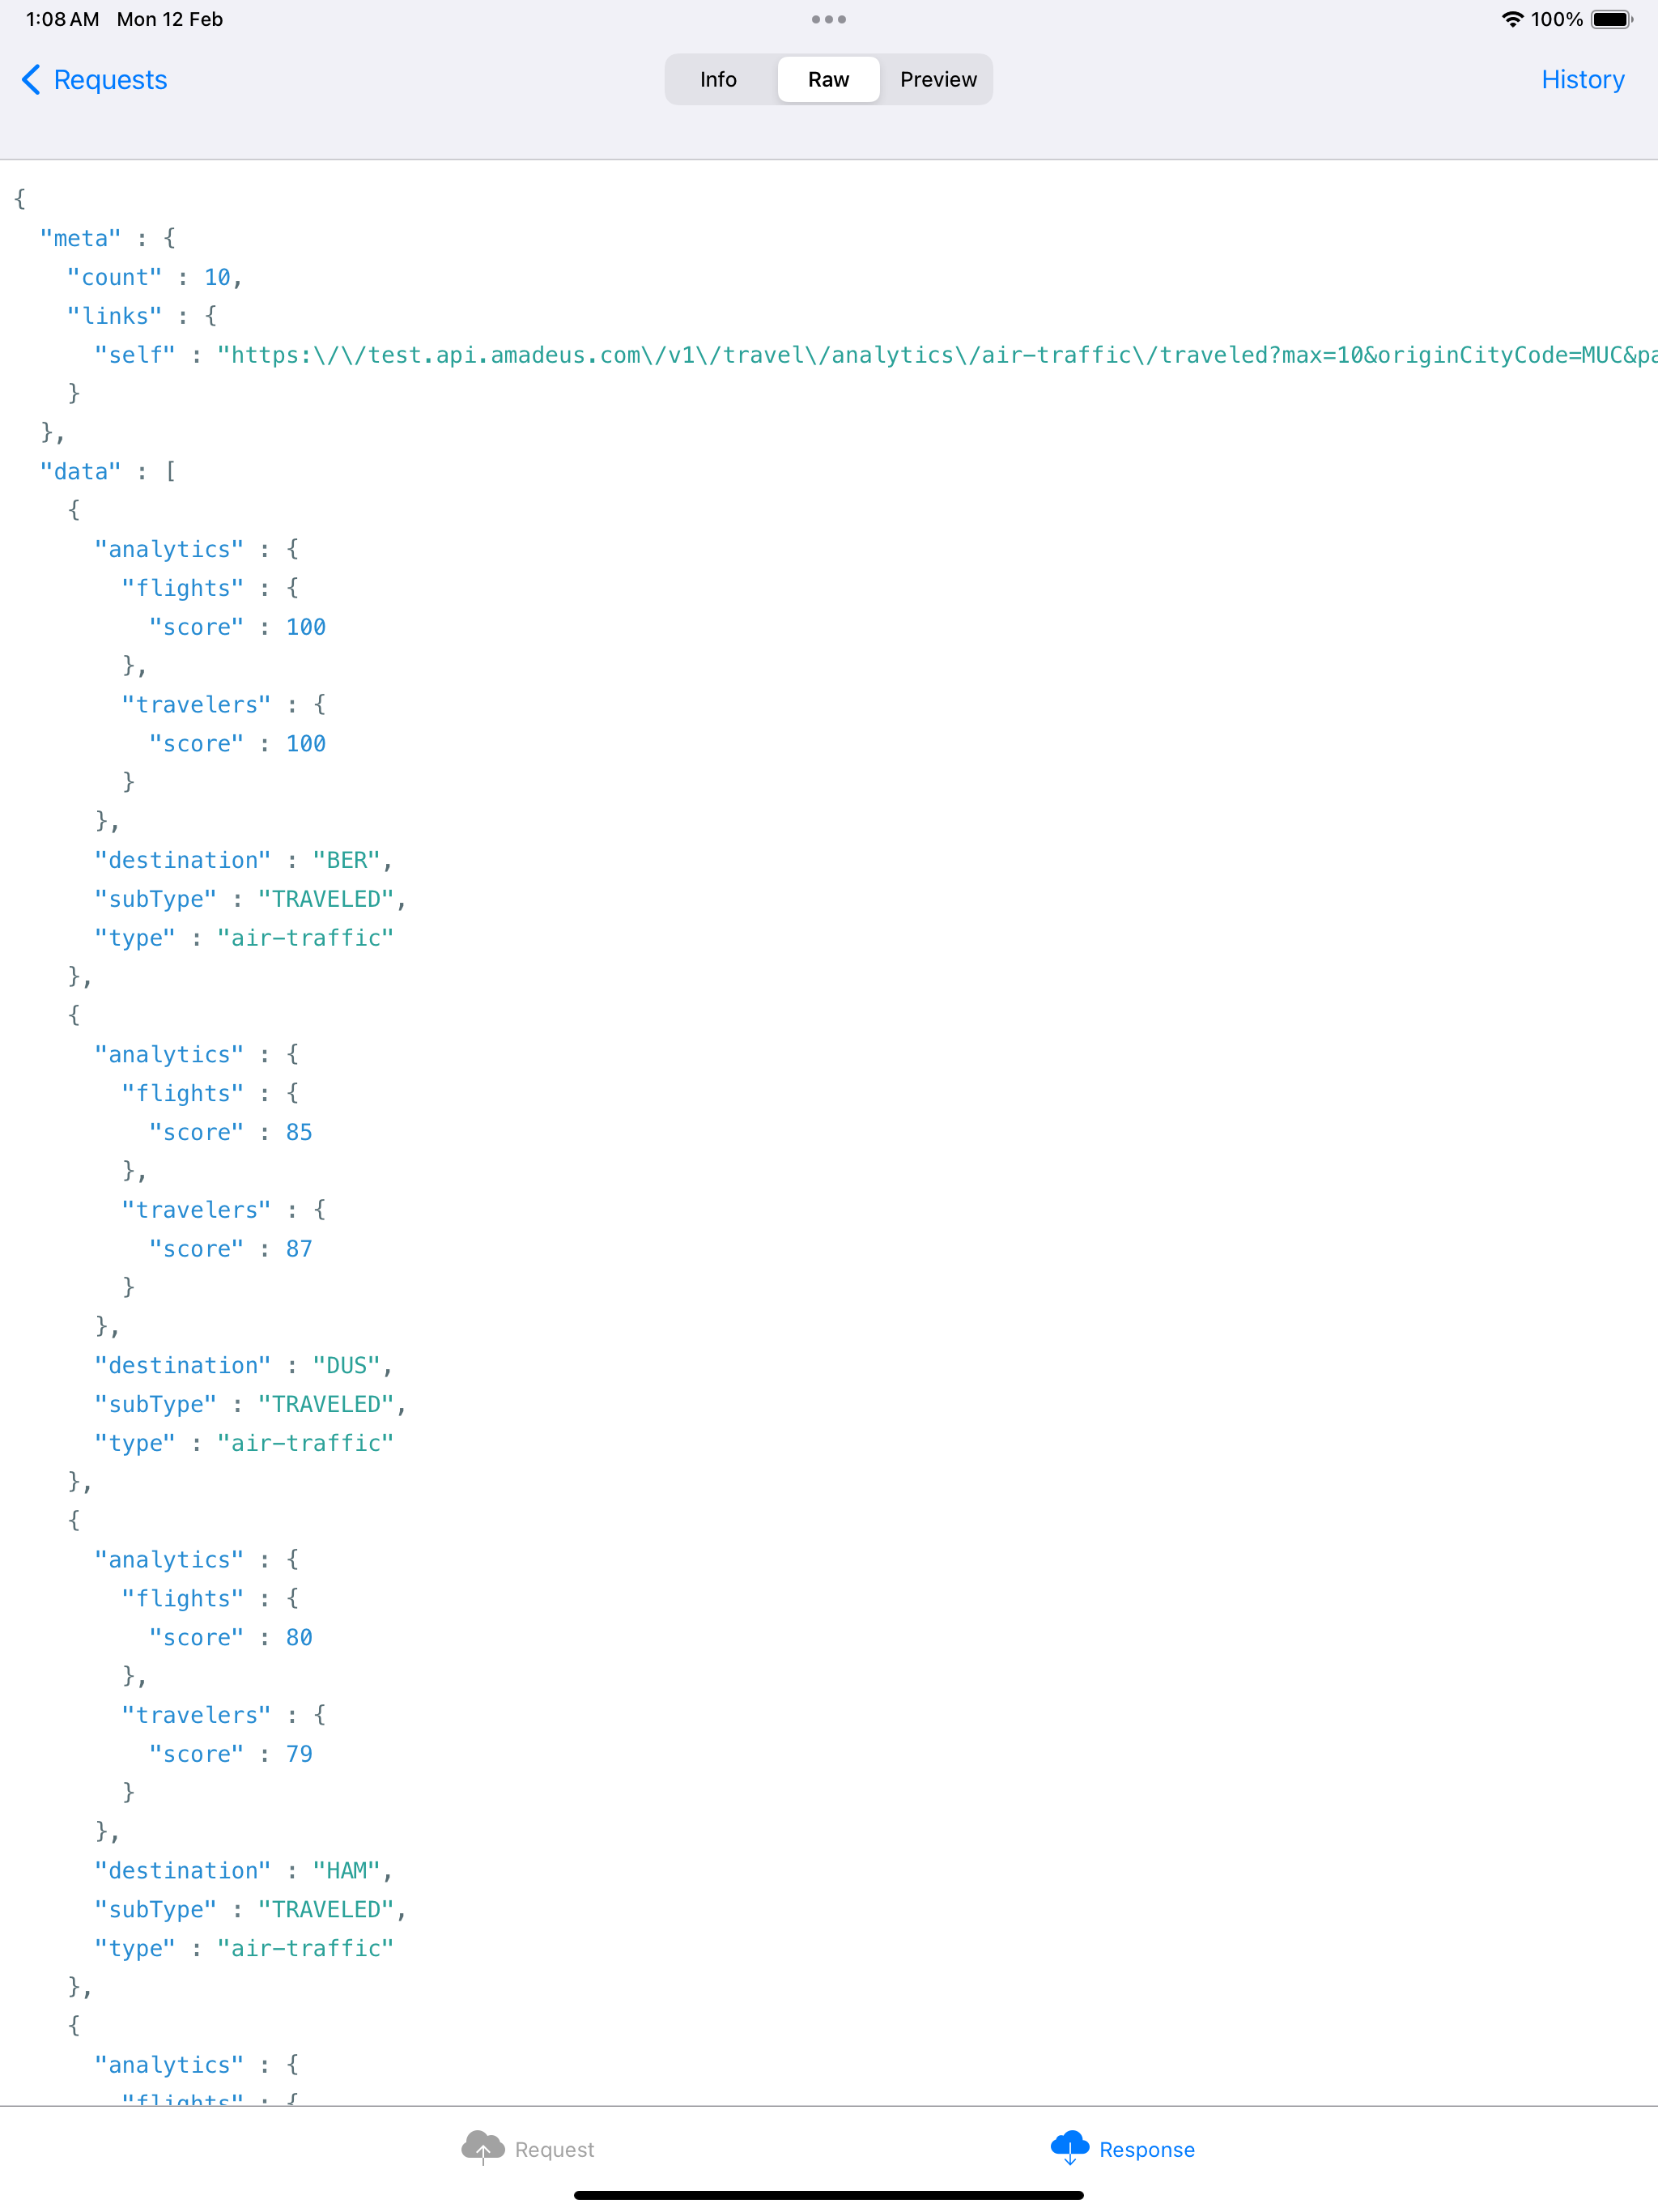 1:08 AM Mon 12 Feb
100%
Requests
Info Raw Preview
History
{
  "meta" : {
    "count" : 10,
    "links" : {
      "self" : "https:\/\/test.api.amadeus.com\/v1\/travel\/analytics\/air-traffic\/traveled?max=10&originCityCode=MUC&pa
    }
  },
  "data" : [
    {
      "analytics" : {
        "flights" : {
          "score" : 100
        },
        "travelers" : {
          "score" : 100
        }
      },
      "destination" : "BER",
      "subType" : "TRAVELED",
      "type" : "air-traffic"
    },
    {
      "analytics" : {
        "flights" : {
          "score" : 85
        },
        "travelers" : {
          "score" : 87
        }
      },
      "destination" : "DUS",
      "subType" : "TRAVELED",
      "type" : "air-traffic"
    },
    {
      "analytics" : {
        "flights" : {
          "score" : 80
        },
        "travelers" : {
          "score" : 79
        }
      },
      "destination" : "HAM",
      "subType" : "TRAVELED",
      "type" : "air-traffic"
    },
    {
      "analytics" : {
        "flights" : {
Request
Response